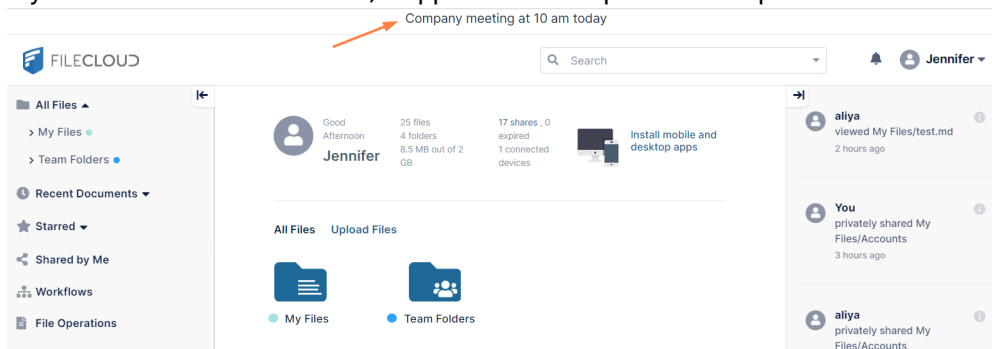 Company meeting at 10 am today
FILECLOUD
Search
Jennifer
All Files
My Files
Team Folders
Recent Documents
Starred
Shared by Me
Workflows
File Operations
Good
Afternoon
Jennifer
25 files
4 folders
8.5 MB out of 2
GB
17 shares , 0
expired
1 connected
devices
Install mobile and
desktop apps
All Files Upload Files
My Files
Team Folders
aliya
viewed My Files/test.md
2 hours ago
You
privately shared My
Files/Accounts
3 hours ago
aliya
privately shared My
Files/Accounts